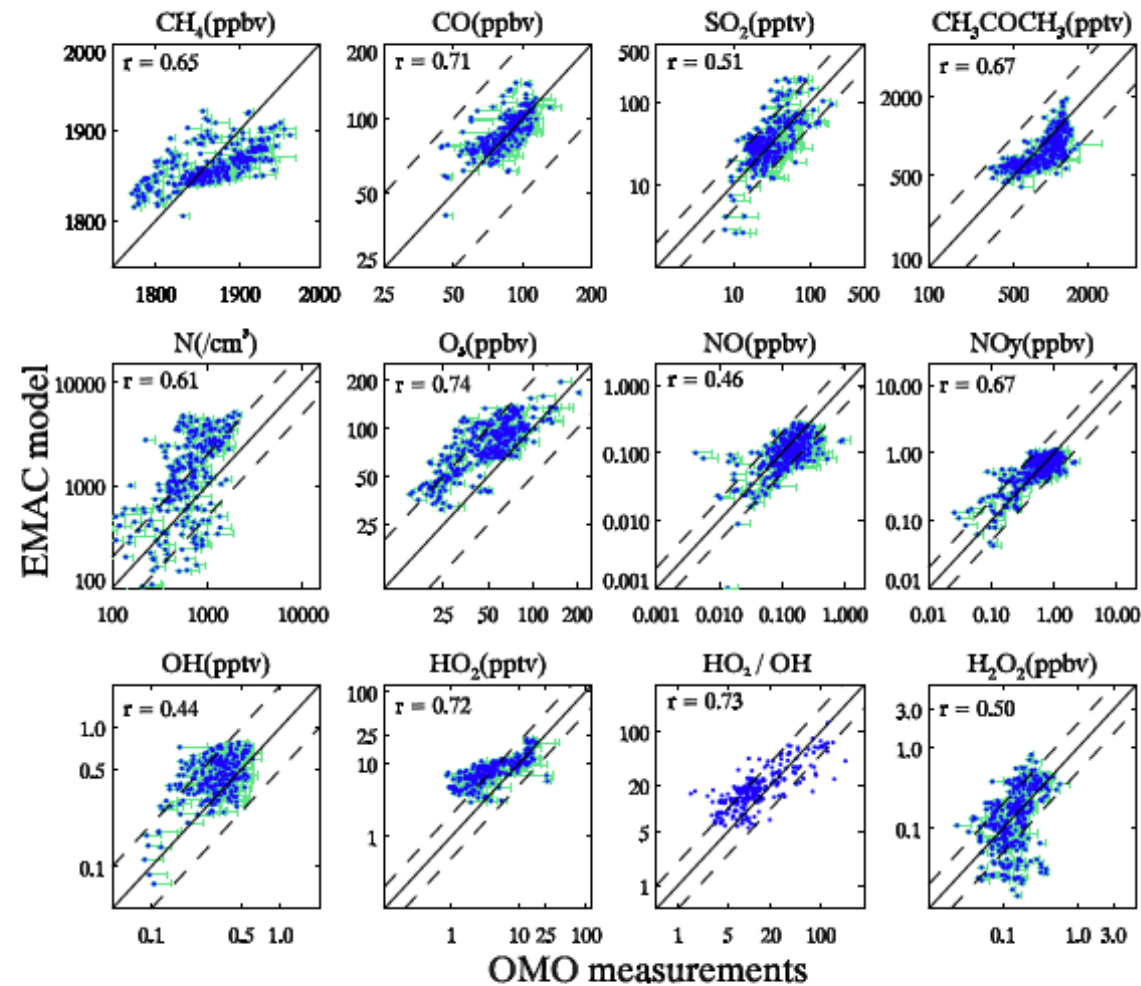 CH₄(ppbv) CO(ppbv) SO₂(pptv) CH₃COCH₃(pptv)
2000 200 500
r = 0.65 r = 0.71 r = 0.51 r = 0.67
1900 100 100 2000
1800 50 10 500
25 100
1800 1900 2000 25 50 100 200 10 100 500 100 500 2000
N(/cm³) O₃(ppbv) NO(ppbv) NOy(ppbv)
10000 200 1.000 10.00
r = 0.61 r = 0.74 r = 0.46 r = 0.67
1000 100 0.100 1.00
50 0.010 0.10
100 25 0.001 0.01
100 1000 10000 25 50 100 200 0.001 0.010 0.100 1.000 0.01 0.10 1.00 10.00
EMAC model
OH(pptv) HO₂(pptv) HO₂ / OH H₂O₂(ppbv)
r = 0.44 r = 0.72 r = 0.73 r = 0.50
1.0 100 100 3.0
0.5 25 20 1.0
0.1 10 5 0.1
1 1
0.1 0.5 1.0 1 10 25 100 1 5 20 100 0.1 1.0 3.0
OMO measurements